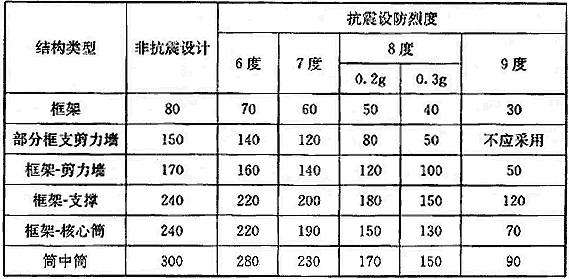 结构类型 非抗震设计 抗震设防烈度
6度 7度 8度 9度
0.2g 0.3g
框架 80 70 60 50 40 30
部分框支剪力墙 150 140 120 80 50 不应采用
框架-剪力墙 170 160 140 120 100 50
框架-支撑 240 220 200 180 150 120
框架-核心筒 240 220 190 150 130 70
筒中筒 300 280 230 170 150 90